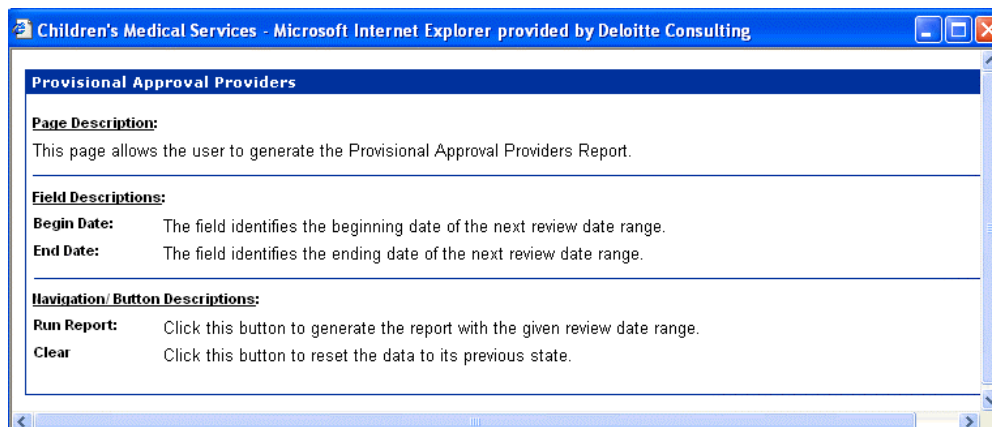 Children's Medical Services - Microsoft Internet Explorer provided by Deloitte Consulting
Provisional Approval Providers
Page Description:
This page allows the user to generate the Provisional Approval Providers Report.
Field Descriptions:
Begin Date: The field identifies the beginning date of the next review date range.
End Date: The field identifies the ending date of the next review date range.
Navigation/Button Descriptions:
Run Report: Click this button to generate the report with the given review date range.
Clear Click this button to reset the data to its previous state.